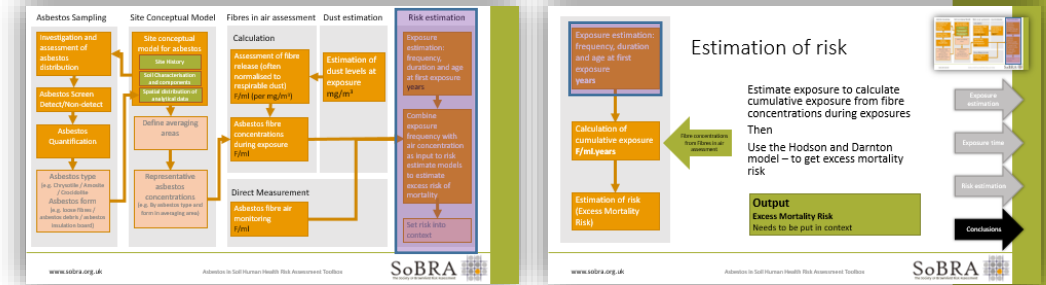 Asbestos Sampling
Site Conceptual Model
Fibres in air assessment
Dust estimation
Risk estimation
Investigation and
assessment of
asbestos
distribution
Asbestos Screen
Detect/Non-detect
Asbestos
Quantification
Asbestos type
(e.g. Chrysotile / Amosite /
Crocidolite)
Asbestos form
(e.g. loose fibres /
asbestos debris / asbestos
insulation board)
Site conceptual
model for asbestos
Site History
Soil Characterisation
and components
Spatial distribution of
analytical data
Define averaging
areas
Representative
asbestos
concentrations
(e.g. By asbestos type and
form in averaging area)
Calculation
Assessment of fibre
release (often
normalised to
respirable dust)
F/ml (per mg/m³)
Asbestos fibre
concentrations
during exposure
F/ml
Direct Measurement
Asbestos fibre air
monitoring
F/ml
Estimation of
dust levels at
exposure
mg/m³
Exposure
estimation:
frequency,
duration and age
at first exposure
years
Combine
exposure
frequency with
air concentration
as input to risk
estimate models
to estimate
excess risk of
mortality
Set risk into
context
www.sobra.org.uk
Asbestos in Soil Human Health Risk Assessment Toolbox
SoBRA
Exposure estimation:
frequency, duration
and age at first
exposure
years
Calculation of
cumulative exposure
F/ml.years
Estimation of risk
(Excess Mortality
Risk)
Fibre concentrations
from Fibres in air
assessment
Estimation of risk
Estimate exposure to calculate
cumulative exposure from fibre
concentrations during exposures
Then
Use the Hodson and Darnton
model – to get excess mortality
risk
Output
Excess Mortality Risk
Needs to be put in context
Exposure
estimation
Exposure time
Risk estimation
Conclusions
www.sobra.org.uk
Asbestos in Soil Human Health Risk Assessment Toolbox
SoBRA